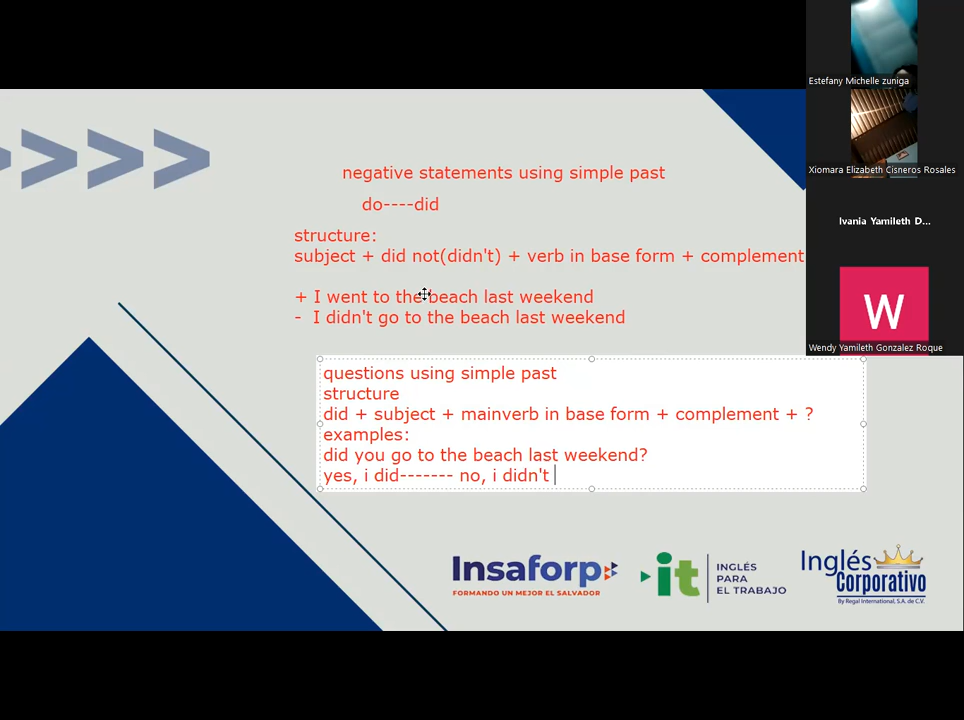 Estefany Michelle zuniga
Xiomara Elizabeth Cisneros Rosales
Ivania Yamileth D...
W
Wendy Yamileth Gonzalez Roque
>>>>
negative statements using simple past
do----did
structure:
subject + did not(didn't) + verb in base form + complement
+ I went to the beach last weekend
- I didn't go to the beach last weekend
questions using simple past
structure
did + subject + mainverb in base form + complement + ?
examples:
did you go to the beach last weekend?
yes, i did------- no, i didn't
Insaforp
FORMANDO UN MEJOR EL SALVADOR
it
INGLÉS
PARA
EL TRABAJO
Inglés
Corporativo
By Regal International, S.A. de C.V.